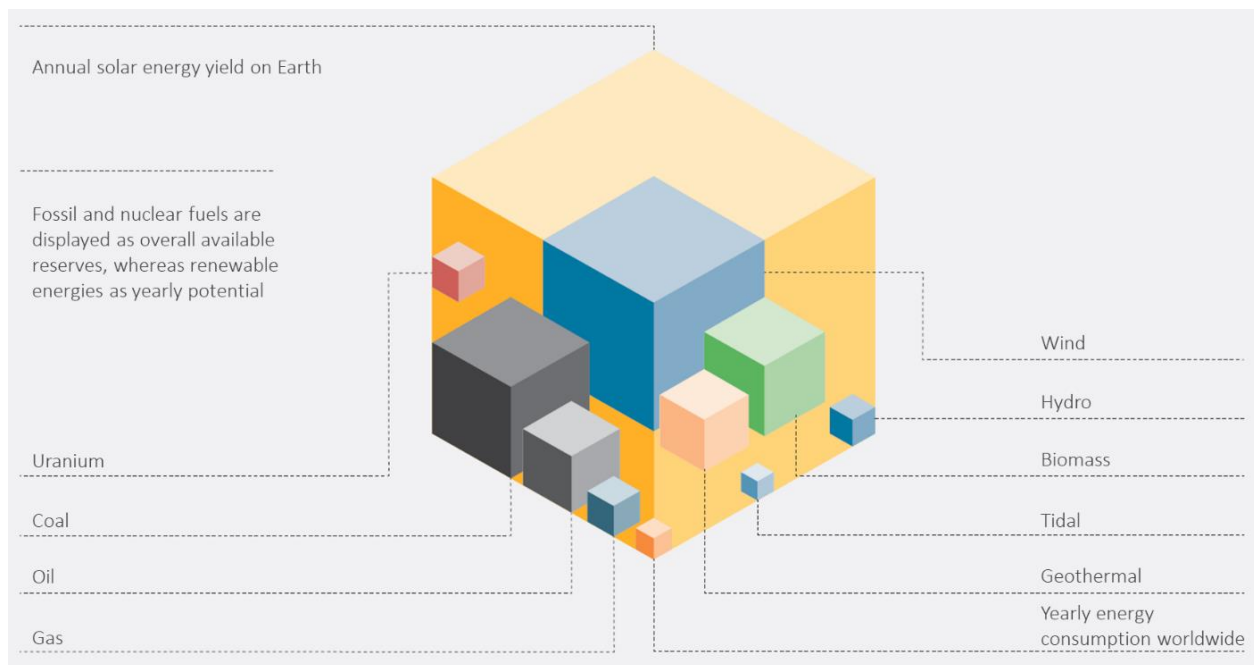 Annual solar energy yield on Earth
Fossil and nuclear fuels are
displayed as overall available
reserves, whereas renewable
energies as yearly potential
Uranium
Coal
Oil
Gas
Wind
Hydro
Biomass
Tidal
Geothermal
Yearly energy
consumption worldwide